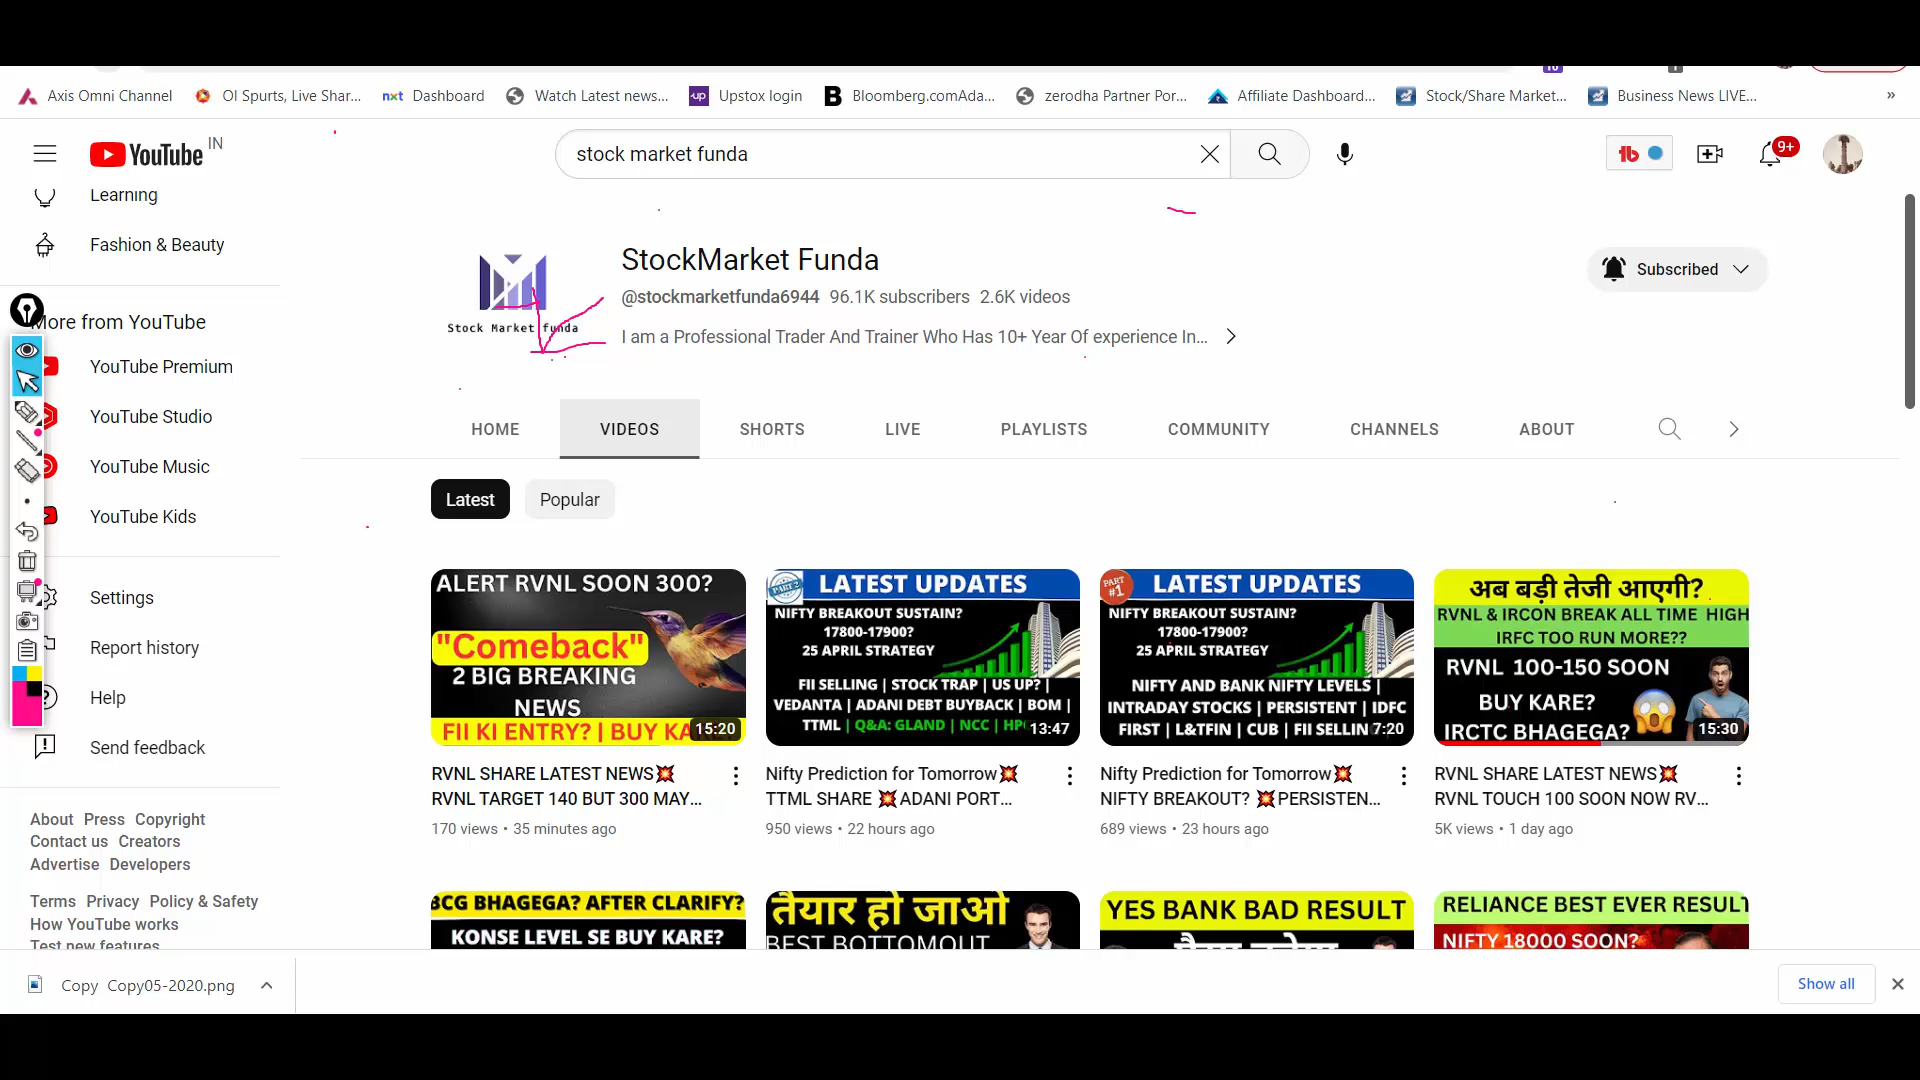 Axis Omni Channel
OI Spurts, Live Shar...
nxt Dashboard
Watch Latest news...
up Upstox login
B Bloomberg.comAda...
zerodha Partner Por...
Affiliate Dashboard...
Stock/Share Market...
Business News LIVE...
»
YouTube IN
stock market funda
tb
9+
Learning
Fashion & Beauty
More from YouTube
YouTube Premium
YouTube Studio
YouTube Music
YouTube Kids
Settings
Report history
Help
Send feedback
About Press Copyright
Contact us Creators
Advertise Developers
Terms Privacy Policy & Safety
How YouTube works
Test new features
Stock Market funda
StockMarket Funda
@stockmarketfunda6944 96.1K subscribers 2.6K videos
I am a Professional Trader And Trainer Who Has 10+ Year Of experience In...
Subscribed
HOME VIDEOS SHORTS LIVE PLAYLISTS COMMUNITY CHANNELS ABOUT
Latest Popular
ALERT RVNL SOON 300?
"Comeback"
2 BIG BREAKING
NEWS
FII KI ENTRY? | BUY
15:20
RVNL SHARE LATEST NEWS💥
RVNL TARGET 140 BUT 300 MAY...
170 views • 35 minutes ago
PART 2
LATEST UPDATES
NIFTY BREAKOUT SUSTAIN?
17800-17900?
25 APRIL STRATEGY
FII SELLING | STOCK TRAP | US UP? |
VEDANTA | ADANI DEBT BUYBACK | BOM |
TTML | Q&A: GLAND | NCC |
13:47
Nifty Prediction for Tomorrow💥
TTML SHARE 💥ADANI PORT...
950 views • 22 hours ago
PART #1
LATEST UPDATES
NIFTY BREAKOUT SUSTAIN?
17800-17900?
25 APRIL STRATEGY
NIFTY AND BANK NIFTY LEVELS |
INTRADAY STOCKS | PERSISTENT | IDFC
FIRST | L&TFIN | CUB | FII SELLIN
7:20
Nifty Prediction for Tomorrow💥
NIFTY BREAKOUT? 💥PERSISTEN...
689 views • 23 hours ago
अब बड़ी तेजी आएगी?
RVNL & IRCON BREAK ALL TIME HIGH
IRFC TOO RUN MORE??
RVNL 100-150 SOON
BUY KARE?
IRCTC BHAGEGA?
15:30
RVNL SHARE LATEST NEWS💥
RVNL TOUCH 100 SOON NOW RV...
5K views • 1 day ago
BCG BHAGEGA? AFTER CLARIFY?
KONSE LEVEL SE BUY KARE?
तैयार हो जाओ
BEST BOTTOMOUT
YES BANK BAD RESULT
RELIANCE BEST EVER RESULT
NIFTY 18000 SOON?
Copy Copy05-2020.png
Show all